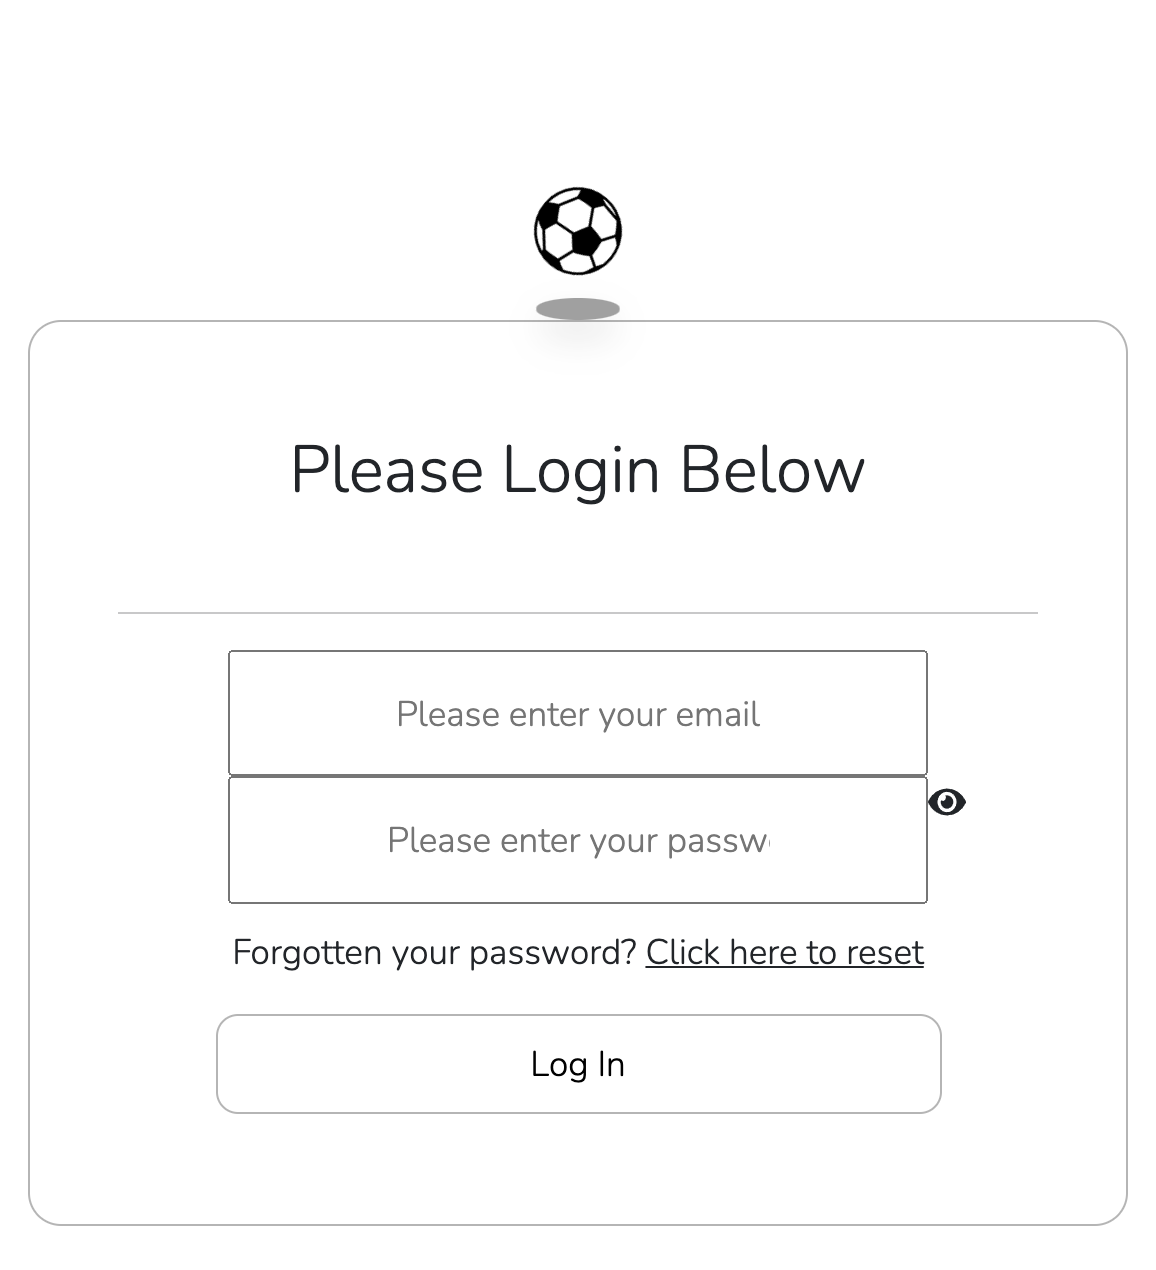 Please Login Below
Please enter your email
Please enter your passw
Forgotten your password? Click here to reset
Log In